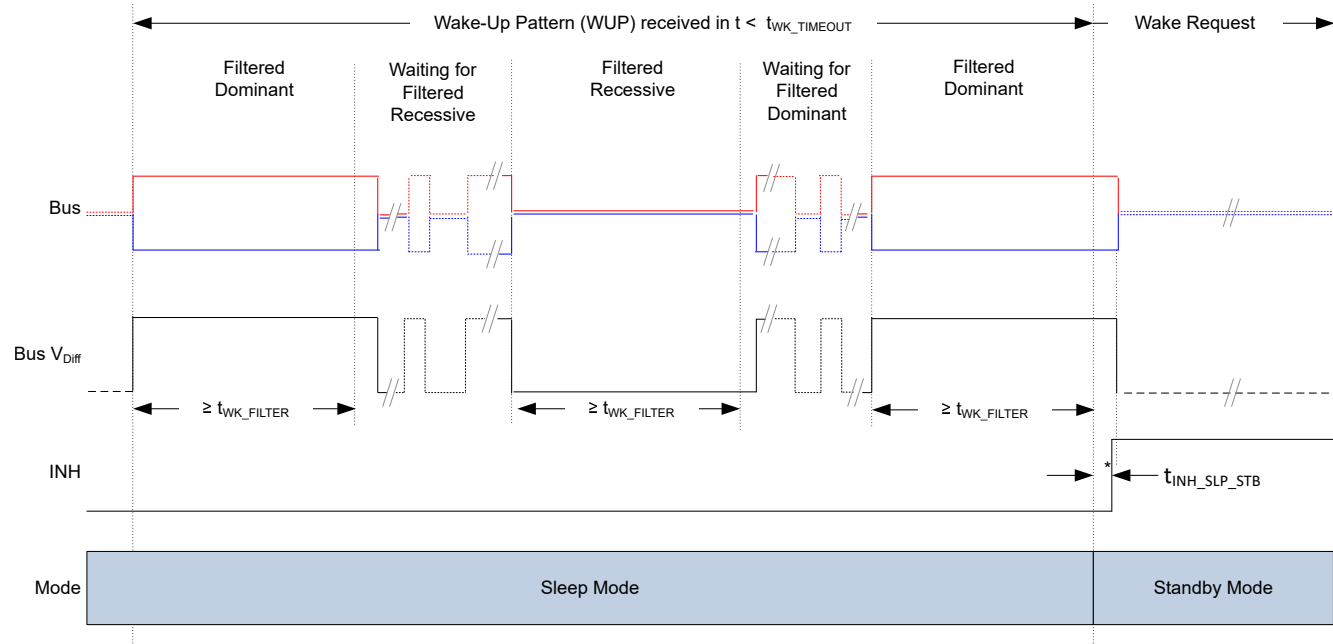 Wake-Up Pattern (WUP) received in t < tWK_TIMEOUT
Wake Request
Filtered
Dominant
Waiting for
Filtered
Recessive
Filtered
Recessive
Waiting for
Filtered
Dominant
Filtered
Dominant
Bus
Bus VDiff
≥ tWK_FILTER
≥ tWK_FILTER
≥ tWK_FILTER
INH
*
tINH_SLP_STB
Mode
Sleep Mode
Standby Mode